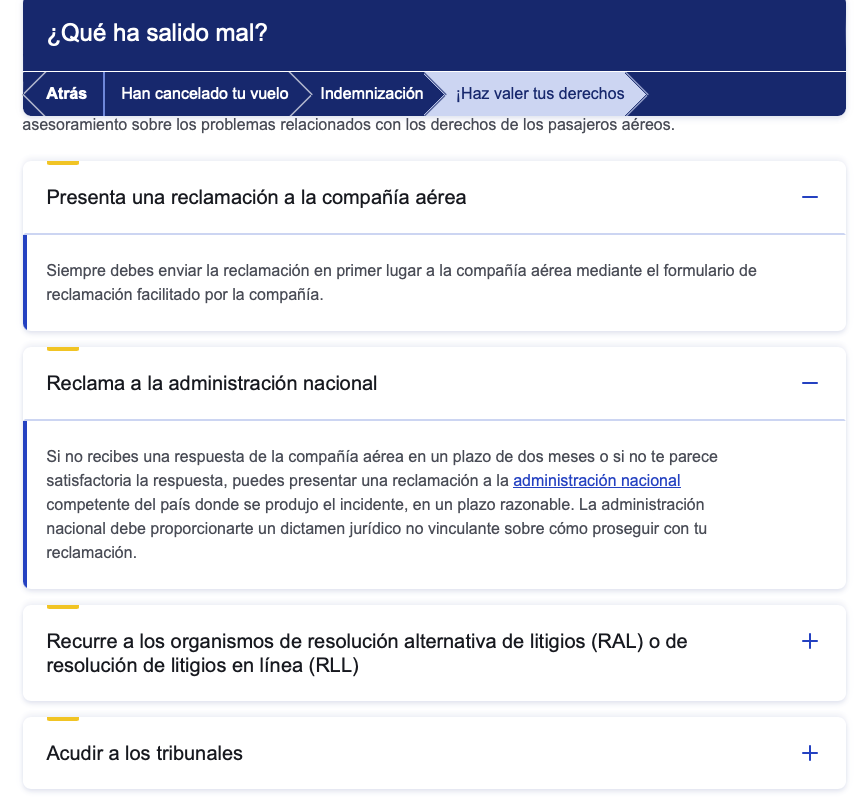 ¿Qué ha salido mal?
Atrás
Han cancelado tu vuelo
Indemnización
¡Haz valer tus derechos
asesoramiento sobre los problemas relacionados con los derechos de los pasajeros aéreos.
Presenta una reclamación a la compañía aérea
Siempre debes enviar la reclamación en primer lugar a la compañía aérea mediante el formulario de
reclamación facilitado por la compañía.
Reclama a la administración nacional
Si no recibes una respuesta de la compañía aérea en un plazo de dos meses o si no te parece
satisfactoria la respuesta, puedes presentar una reclamación a la administración nacional
competente del país donde se produjo el incidente, en un plazo razonable. La administración
nacional debe proporcionarte un dictamen jurídico no vinculante sobre cómo proseguir con tu
reclamación.
Recurre a los organismos de resolución alternativa de litigios (RAL) o de
resolución de litigios en línea (RLL)
Acudir a los tribunales